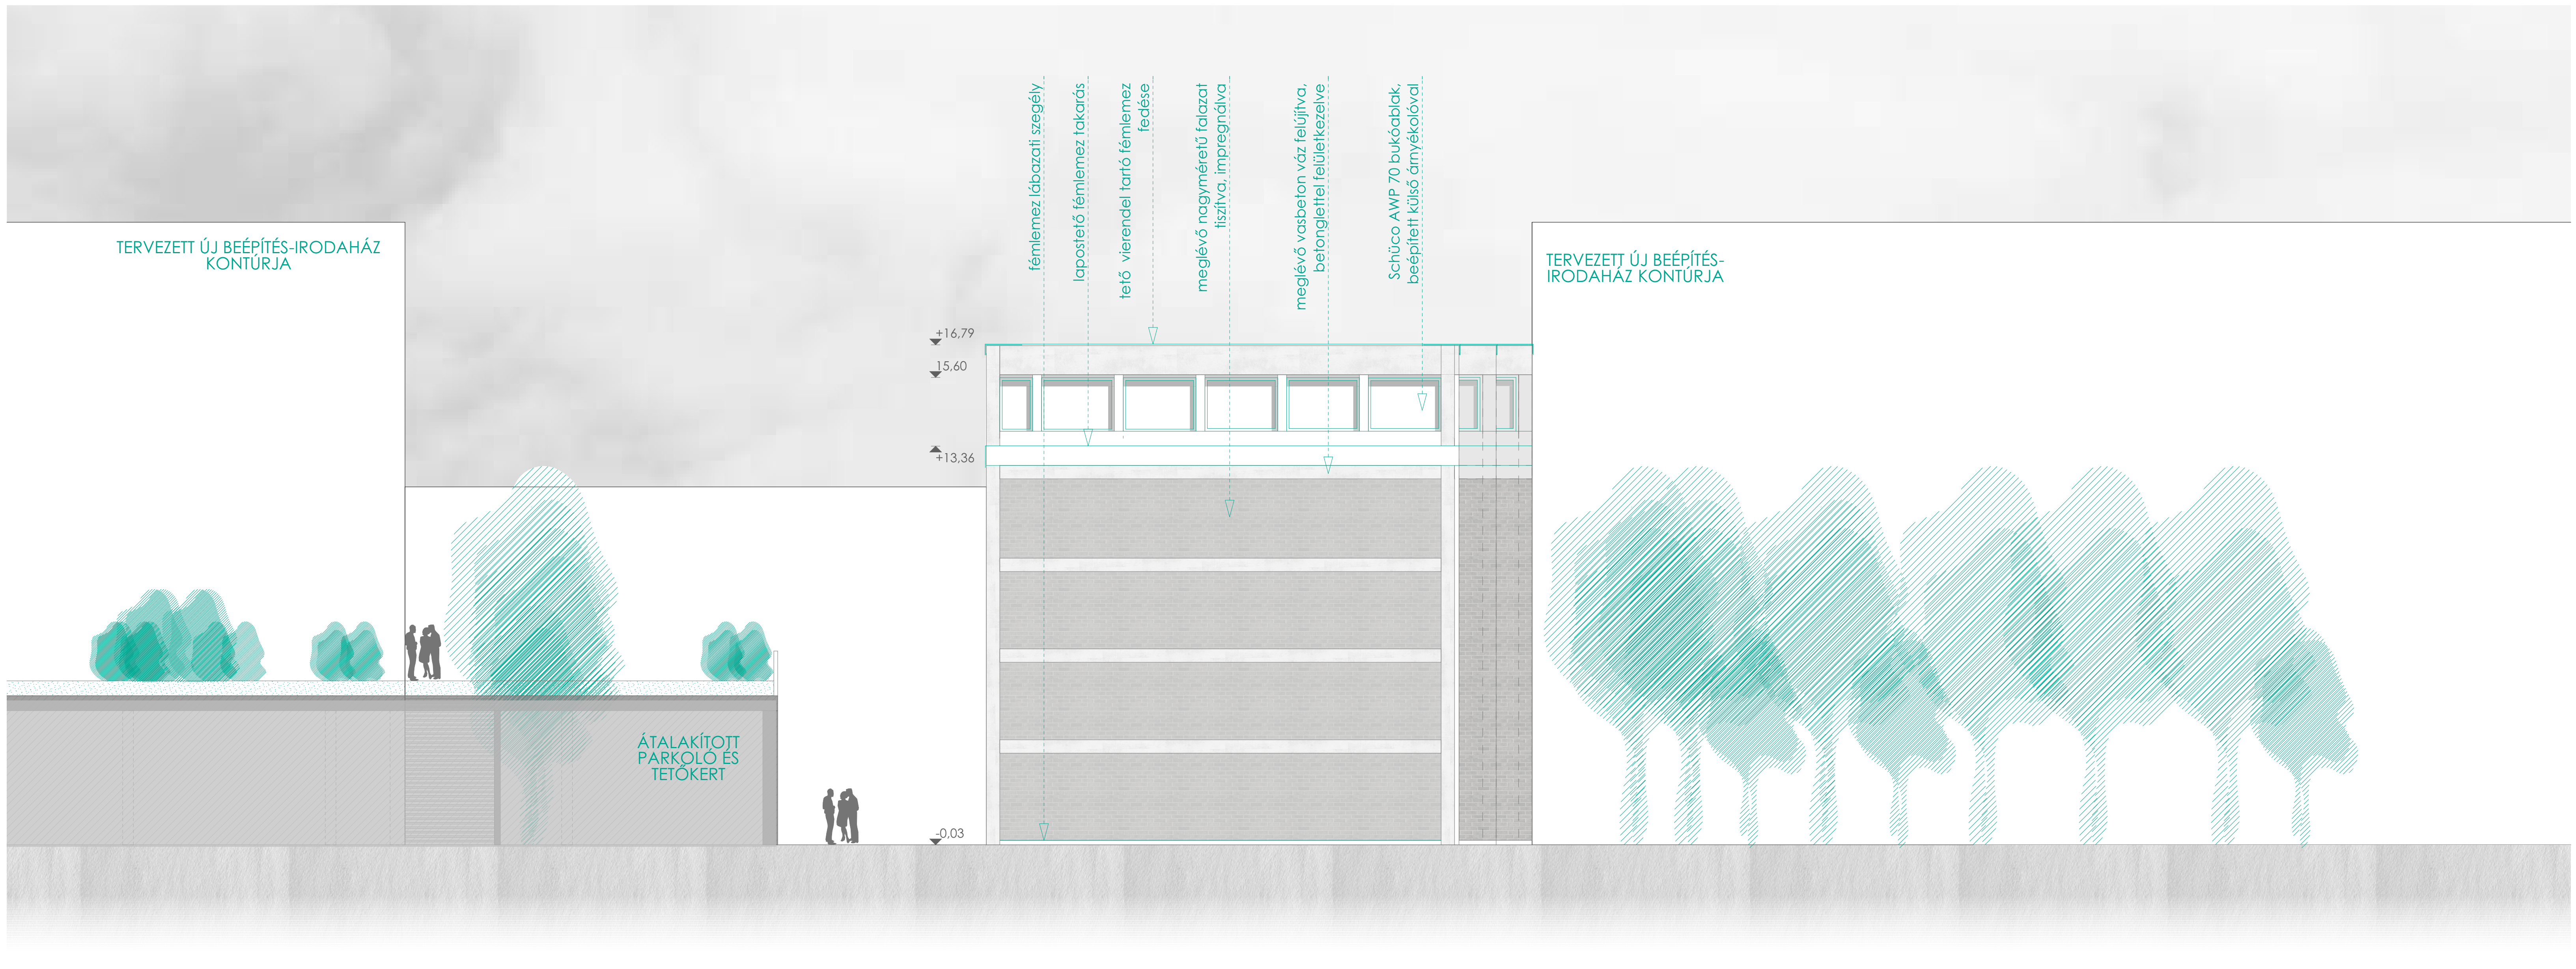 fémlemez lábazati szegély
lapostető fémlemez takarás
tető vierendel tartó fémlemez
fedése
meglévő nagyméretű falazat
tiszítva, impregnálva
meglévő vasbeton váz felújítva,
betonglettel felületkezelve
Schüco AWP 70 bukóablak,
beépített külső árnyékolóval
TERVEZETT ÚJ BEÉPÍTÉS-IRODAHÁZ
KONTÚRJA
TERVEZETT ÚJ BEÉPÍTÉS-
IRODAHÁZ KONTÚRJA
+16,79
15,60
+13,36
ÁTALAKÍTOTT
PARKOLÓ ÉS
TETŐKERT
-0,03